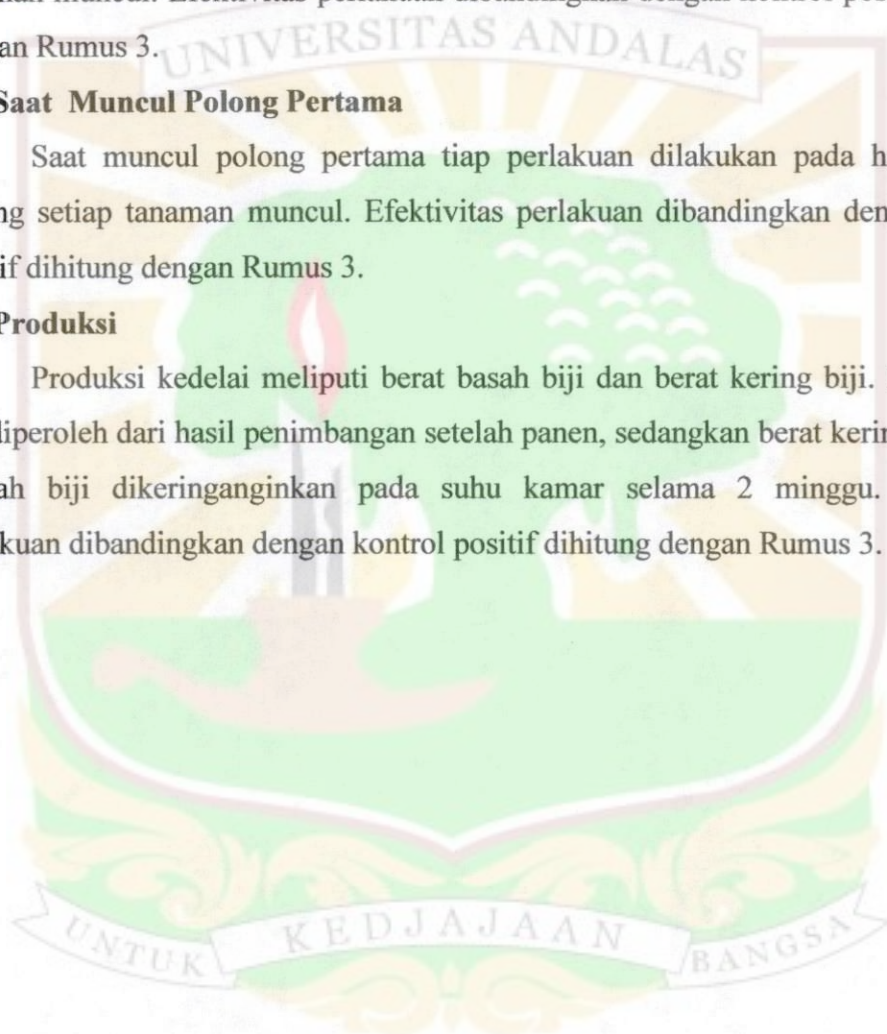 an Rumus 3.
UNIVERSITAS ANDALAS
Saat Muncul Polong Pertama
Saat muncul polong pertama tiap perlakuan dilakukan pada h
ng setiap tanaman muncul. Efektivitas perlakuan dibandingkan den
if dihitung dengan Rumus 3.
Produksi
Produksi kedelai meliputi berat basah biji dan berat kering biji.
diperoleh dari hasil penimbangan setelah panen, sedangkan berat kerin
ah biji dikeringanginkan pada suhu kamar selama 2 minggu.
kuan dibandingkan dengan kontrol positif dihitung dengan Rumus 3.
UNTUK KEDJAJAAN BANGSA